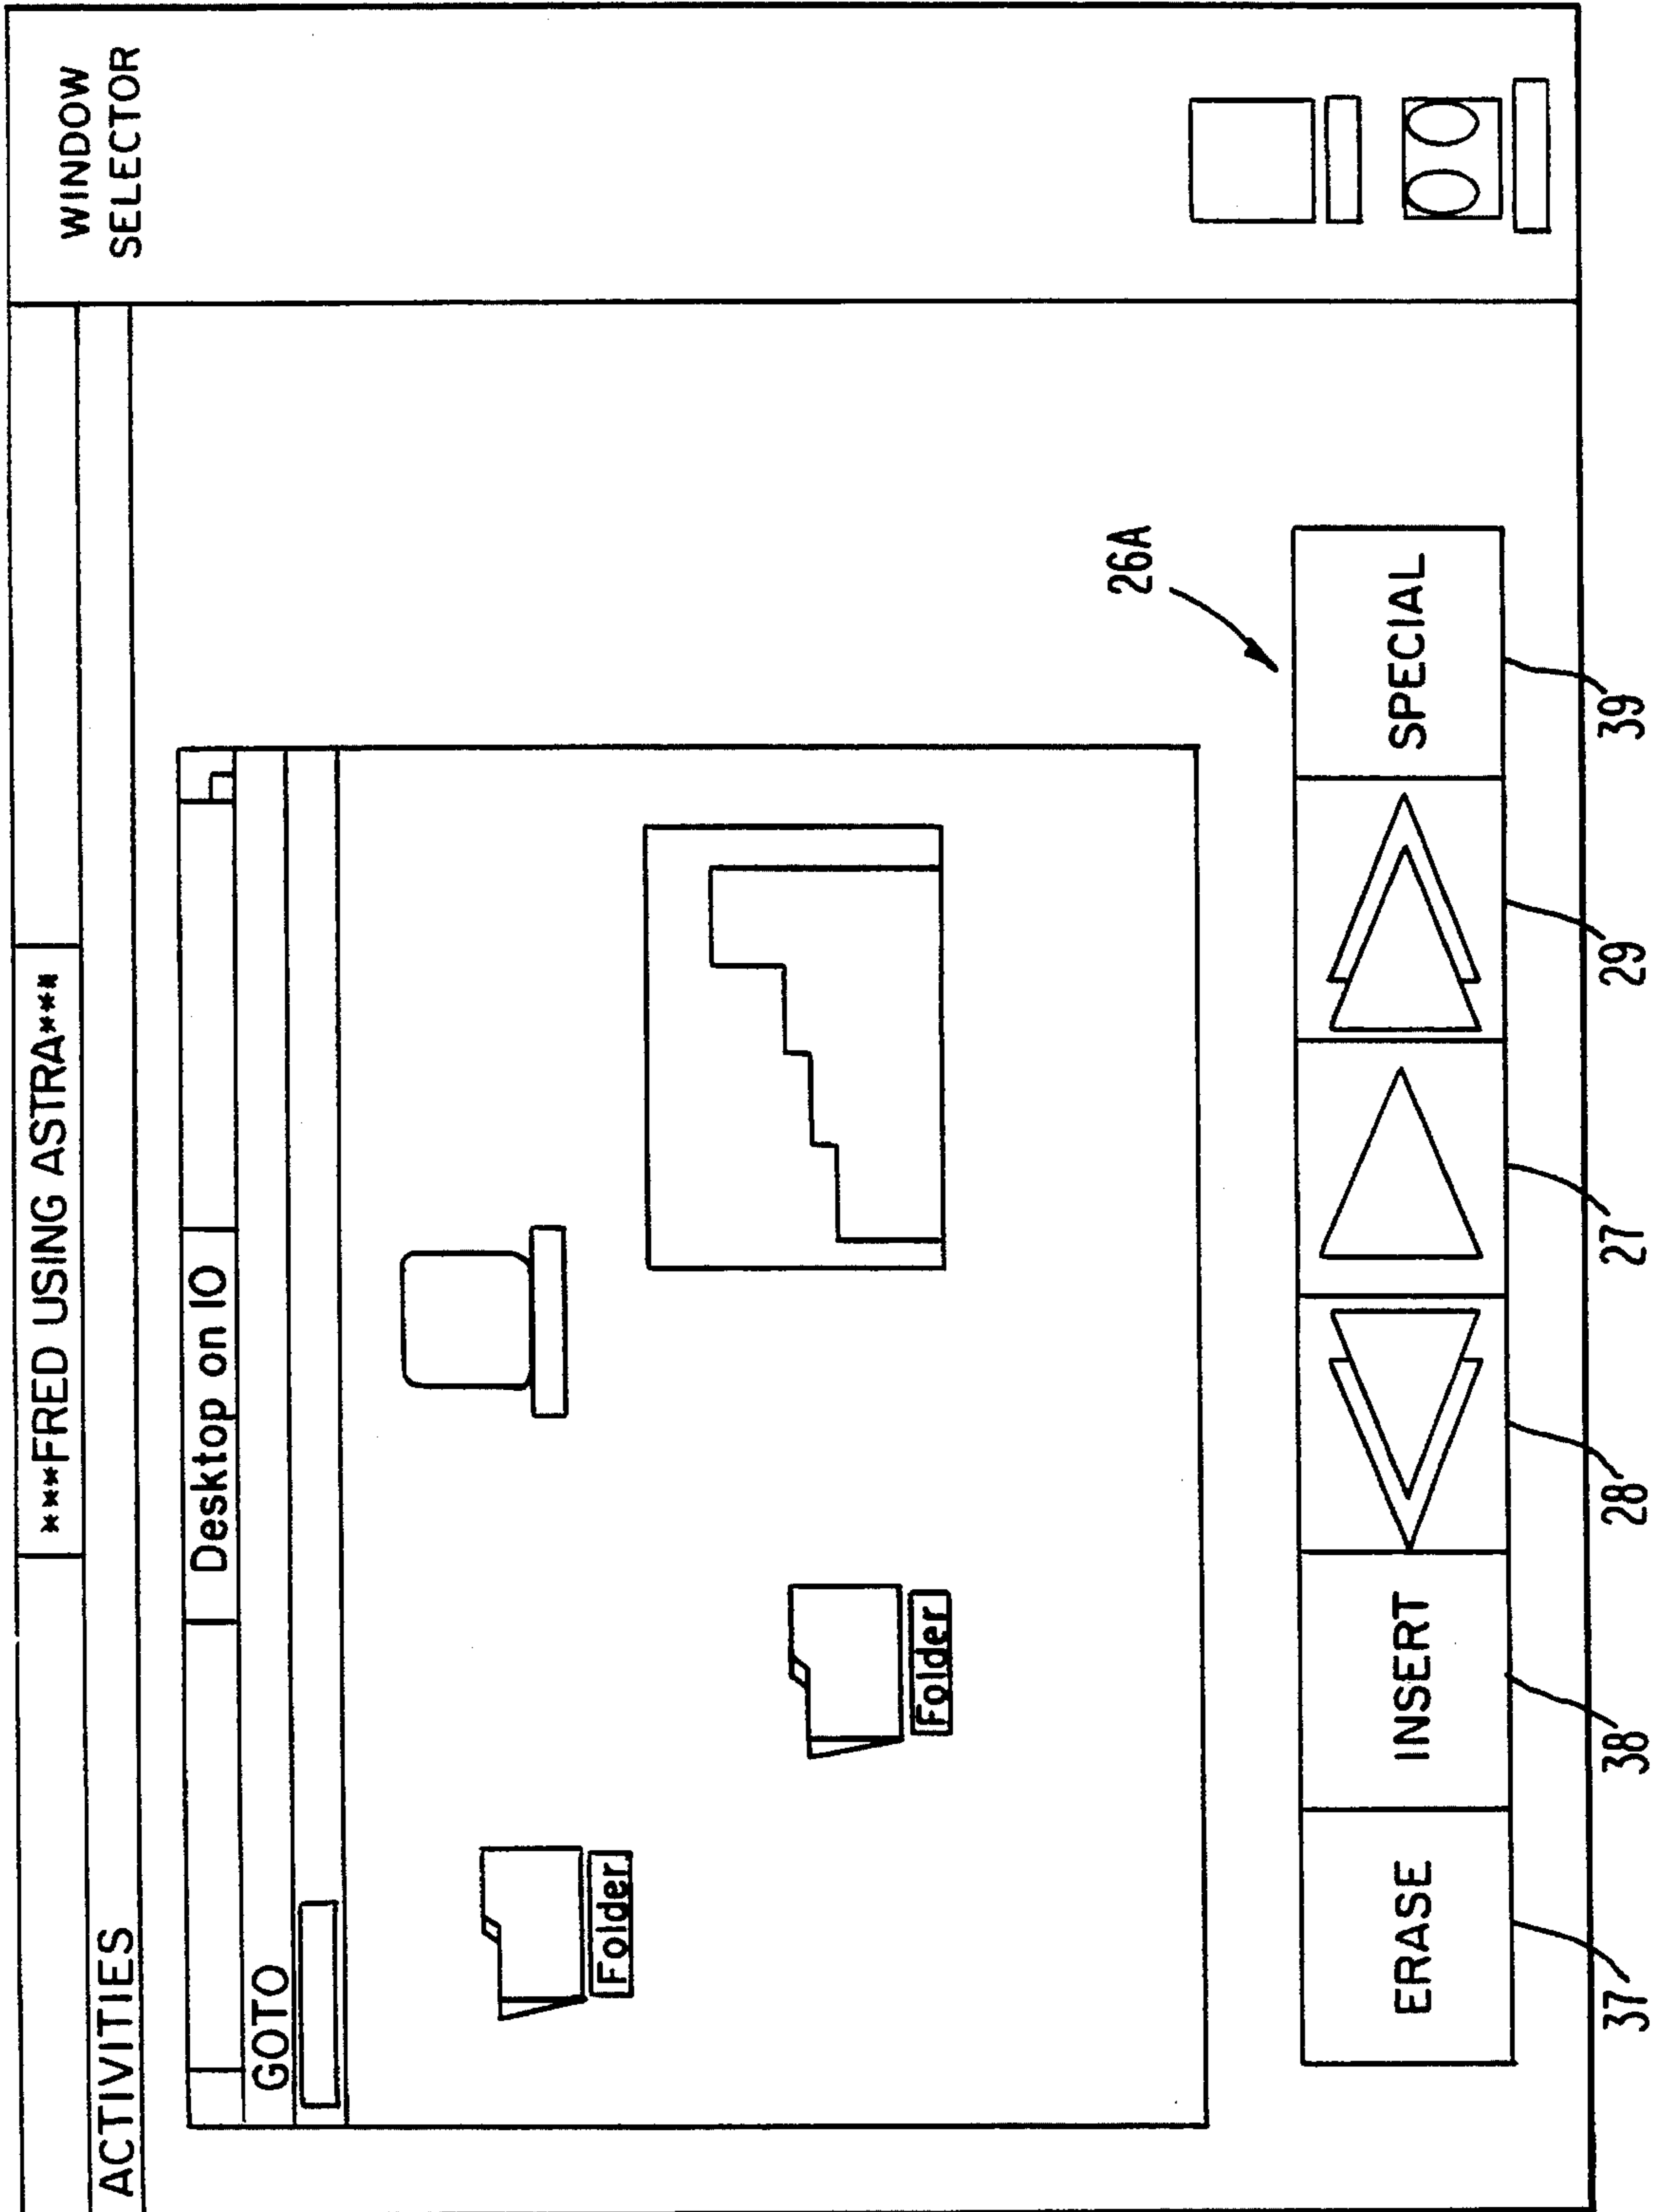 ***FRED USING ASTRA***
WINDOW
SELECTOR
ACTIVITIES
Desktop on IO
GOTO
Folder
Folder
26A
ERASE
INSERT
SPECIAL
37
38
28
27
29
39